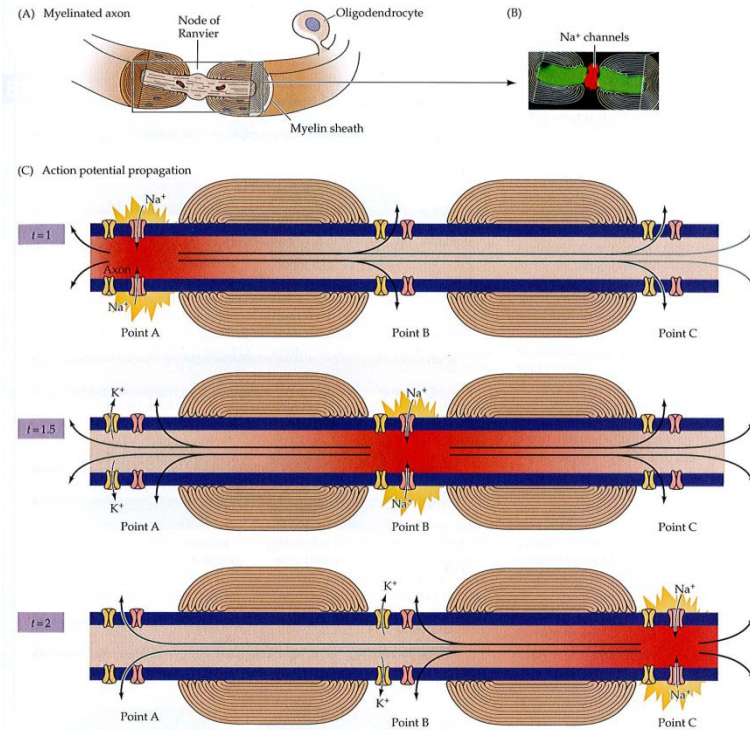 (A) Myelinated axon
Node of
Ranvier
Oligodendrocyte
Myelin sheath
(B)
Na⁺ channels
(C) Action potential propagation
t = 1
Na⁺
Axon
Na⁺
Point A
Point B
Point C
t = 1.5
K⁺
Na⁺
K⁺
Na⁺
Point A
Point B
Point C
t = 2
K⁺
Na⁺
K⁺
Na⁺
Point A
Point B
Point C